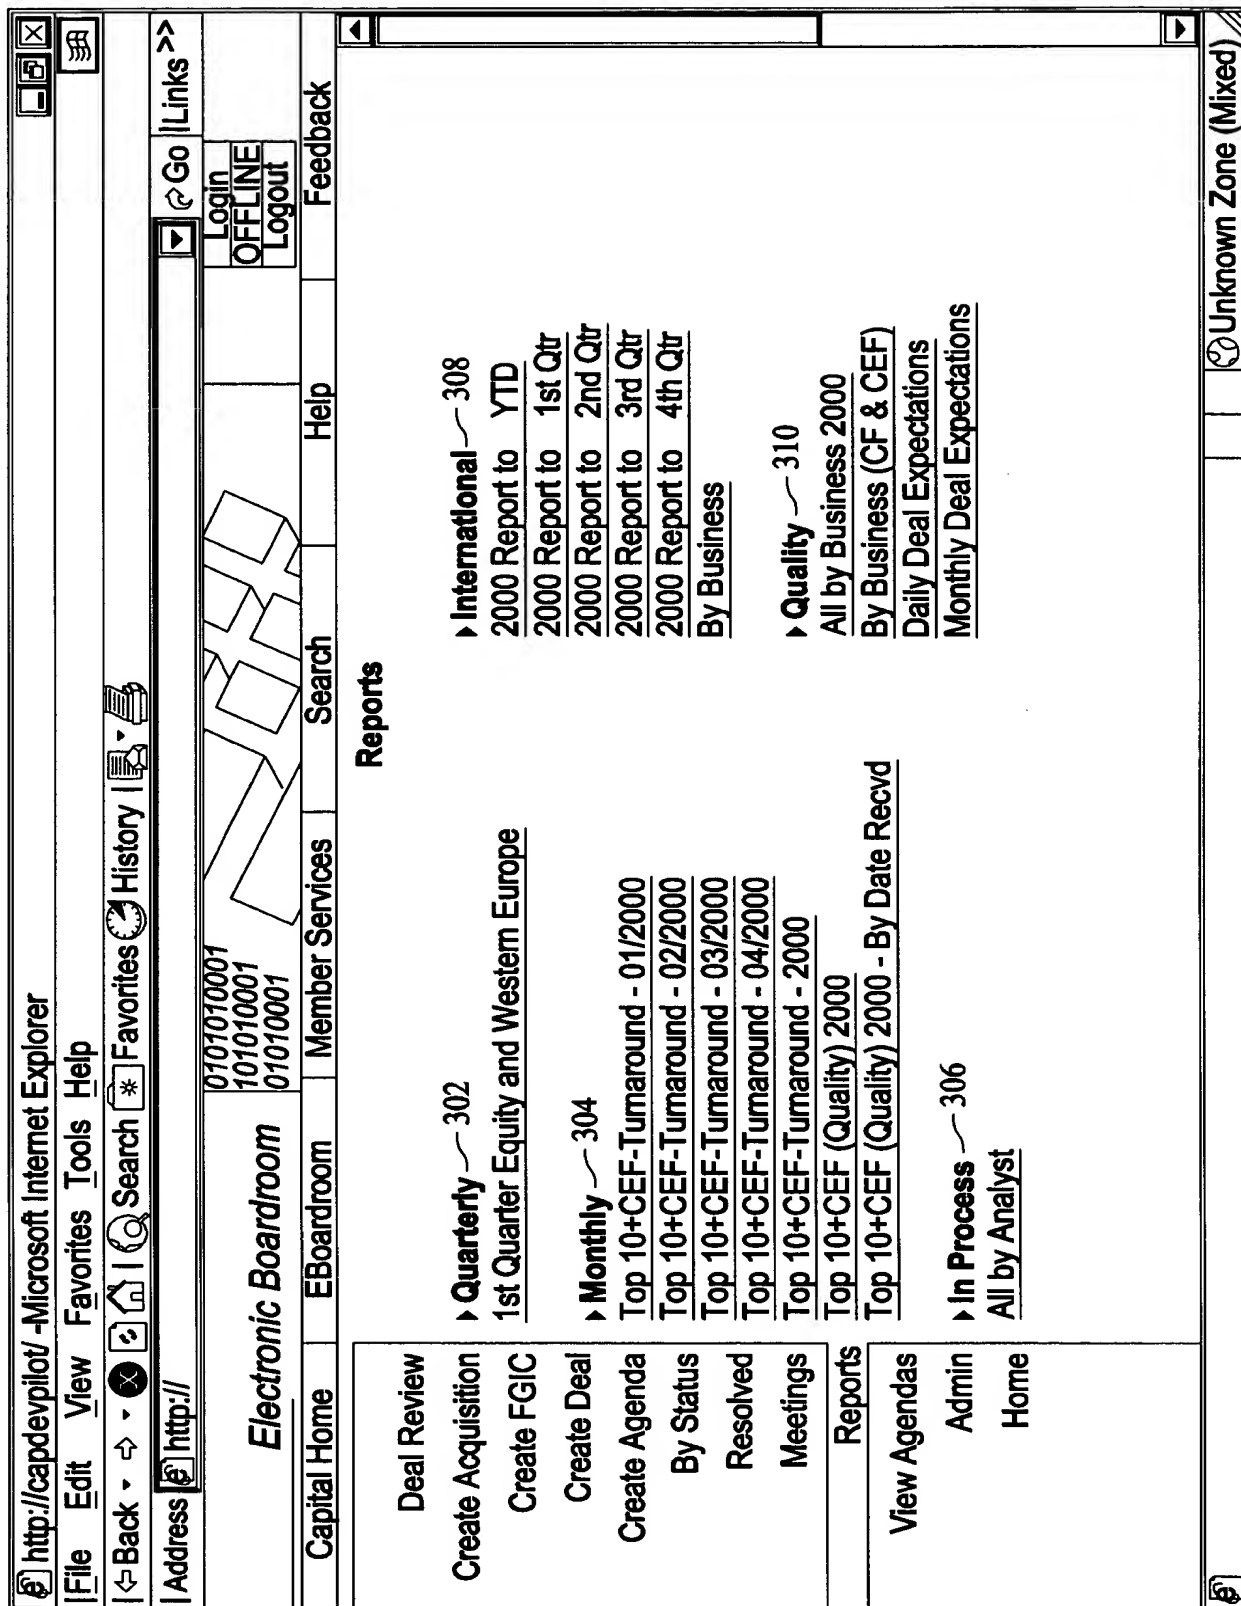 http://capdevpilot/ -Microsoft Internet Explorer
File Edit View Favorites Tools Help
Back Search Favorites History
Address http:// Go Links >>
Electronic Boardroom
0101010001
101010001
01010001
Login
OFFLINE
Logout
Capital Home EBoardroom Member Services Search Help Feedback
Deal Review
Create Acquisition
Create FGIC
Create Deal
Create Agenda
By Status
Resolved
Meetings
Reports
View Agendas
Admin
Home
Reports
Quarterly 302
1st Quarter Equity and Western Europe
Monthly 304
Top 10+CEF-Turnaround - 01/2000
Top 10+CEF-Turnaround - 02/2000
Top 10+CEF-Turnaround - 03/2000
Top 10+CEF-Turnaround - 04/2000
Top 10+CEF-Turnaround - 2000
Top 10+CEF (Quality) 2000
Top 10+CEF (Quality) 2000 - By Date Recvd
In Process 306
All by Analyst
International 308
2000 Report to YTD
2000 Report to 1st Qtr
2000 Report to 2nd Qtr
2000 Report to 3rd Qtr
2000 Report to 4th Qtr
By Business
Quality 310
All by Business 2000
By Business (CF & CEF)
Daily Deal Expectations
Monthly Deal Expectations
Unknown Zone (Mixed)